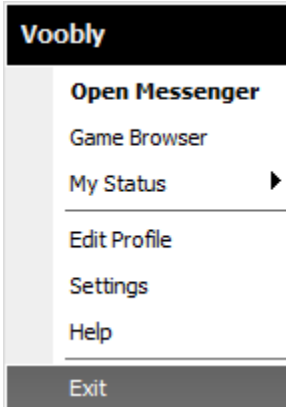 Voobly
Open Messenger
Game Browser
My Status
Edit Profile
Settings
Help
Exit